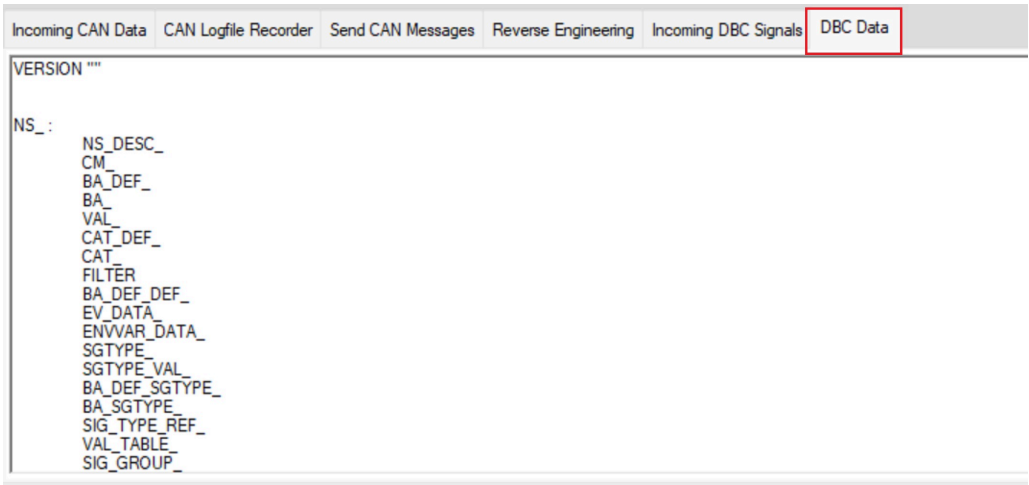 Incoming CAN Data CAN Logfile Recorder Send CAN Messages Reverse Engineering Incoming DBC Signals DBC Data
VERSION ""
NS_ :
NS_DESC_
CM_
BA_DEF_
BA_
VAL_
CAT_DEF_
CAT_
FILTER
BA_DEF_DEF_
EV_DATA_
ENVVAR_DATA_
SGTYPE_
SGTYPE_VAL_
BA_DEF_SGTYPE_
BA_SGTYPE_
SIG_TYPE_REF_
VAL_TABLE_
SIG_GROUP_